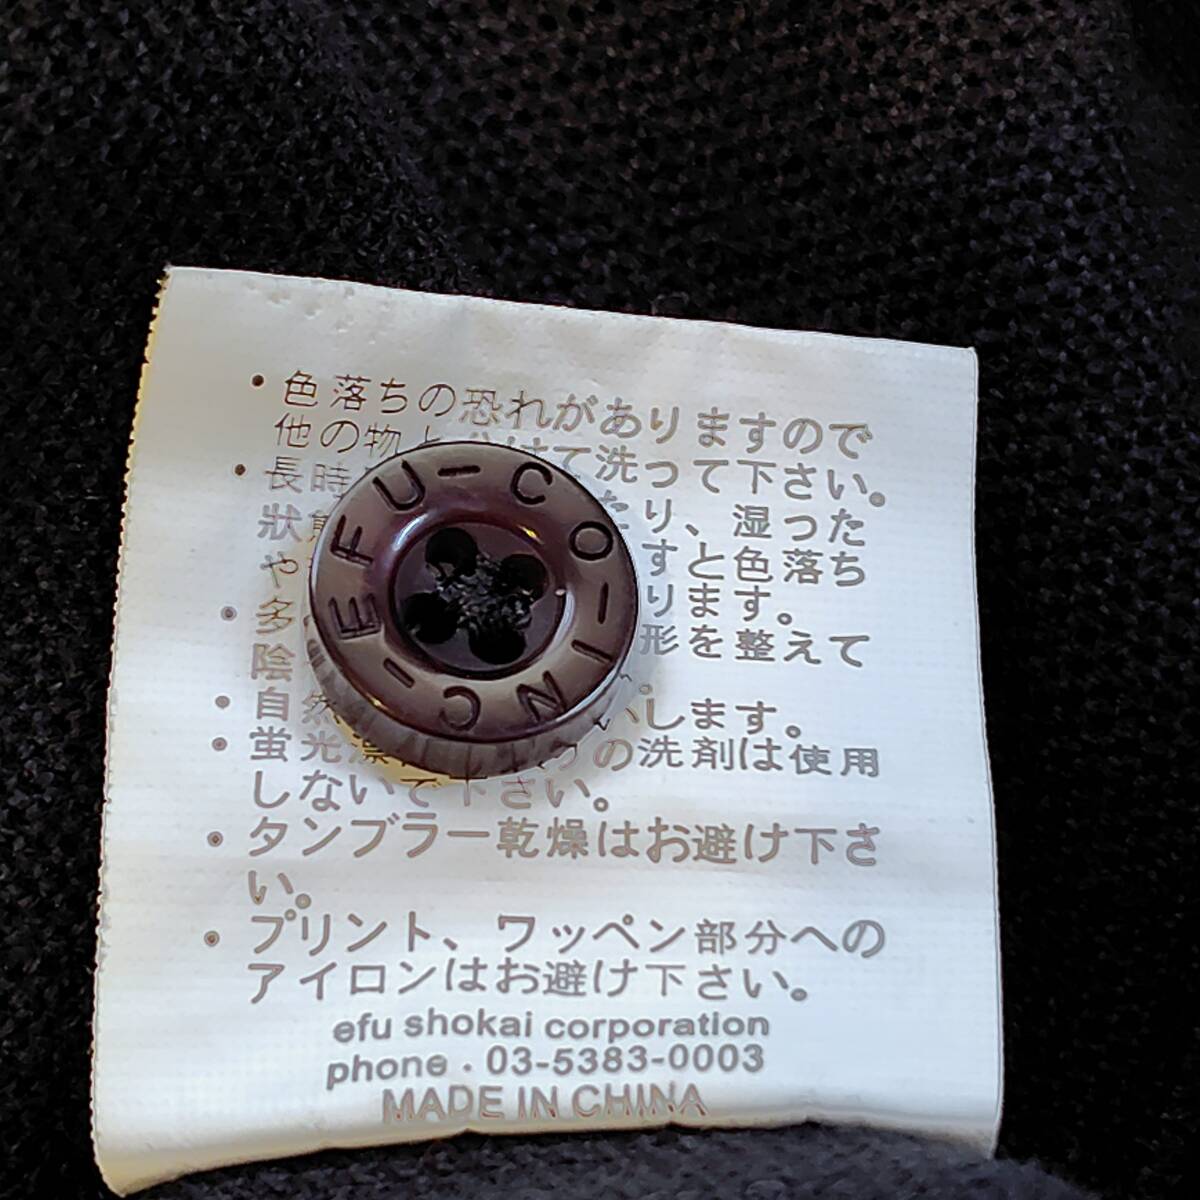 ・色落ちの恐れがありますので
他の物と 分けて洗って下さい。
・長時 たり、湿った
狀態 すと色落ち
や ります。
・多 形を整えて
陰
・自然 いします。
・蛍光漂 の洗剤は使用
しないで下さい。
・タンブラー乾燥はお避け下さ
い。
・プリント、ワッペン部分への
アイロンはお避け下さい。
efu shokai corporation
phone . 03-5383-0003
MADE IN CHINA
EFU-CO-INC-